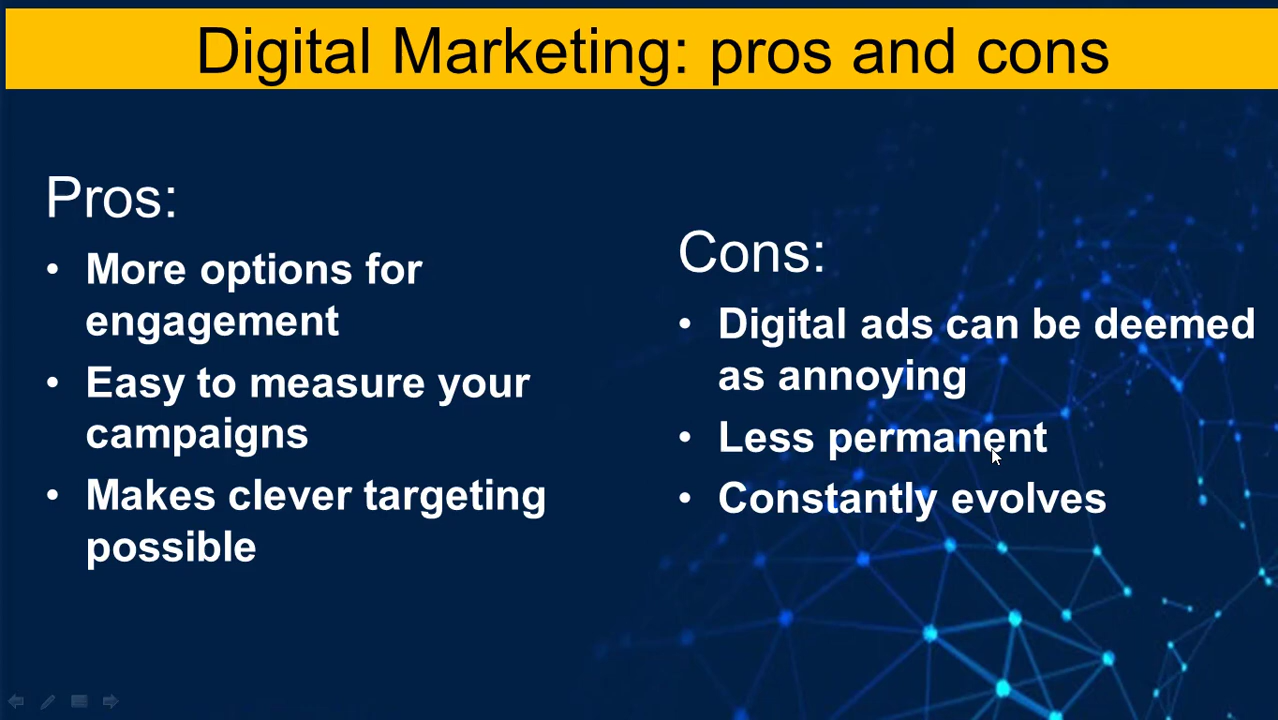 Digital Marketing: pros and cons
Pros:
• More options for
engagement
• Easy to measure your
campaigns
• Makes clever targeting
possible
Cons:
• Digital ads can be deemed
as annoying
• Less permanent
• Constantly evolves